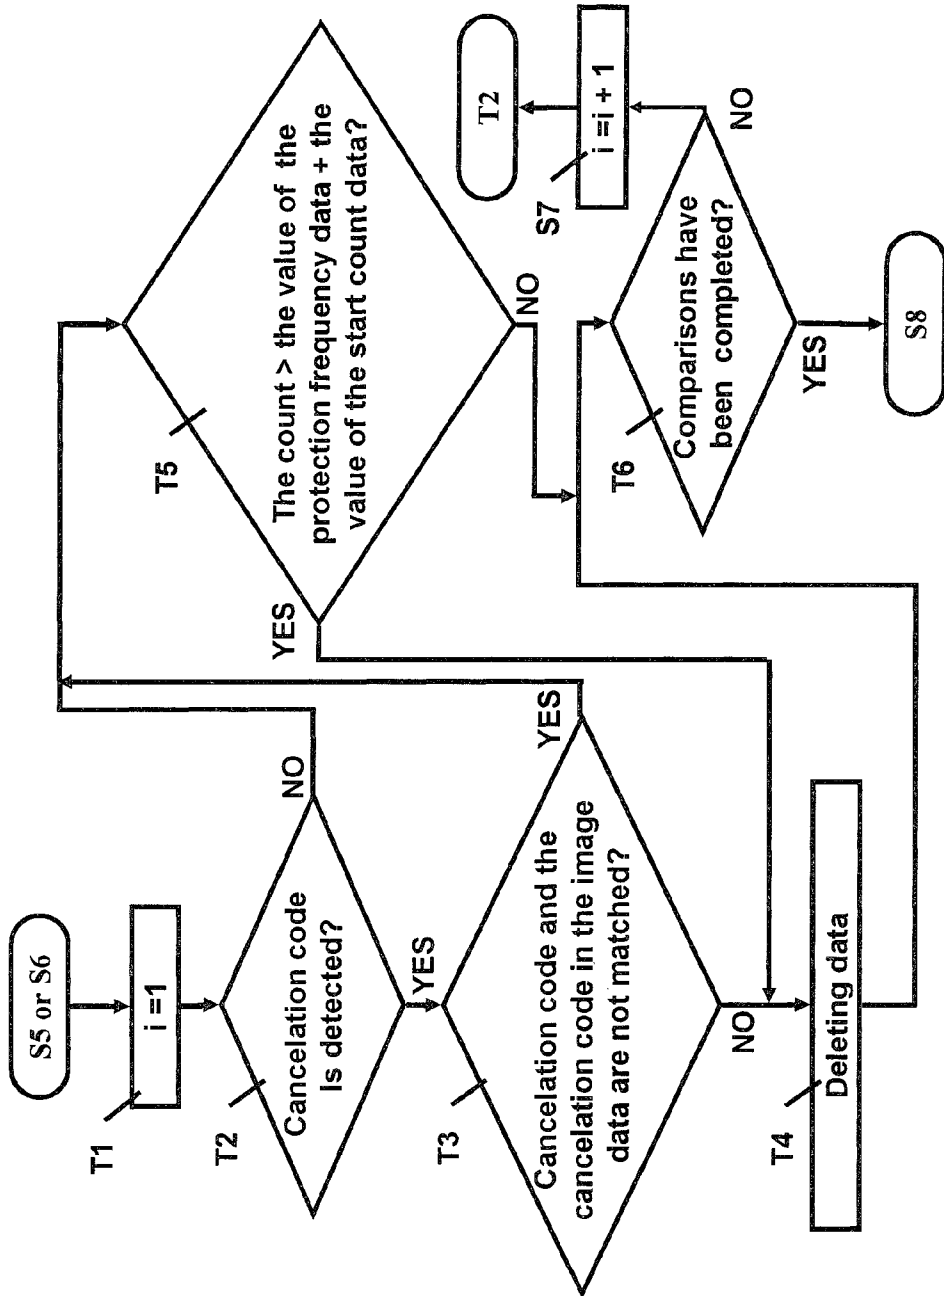 S5 or S6
T1
i =1
T2
Cancelation code
Is detected?
NO
YES
T3
Cancelation code and the
cancelation code in the image
data are not matched?
YES
NO
T4
Deleting data
T5
The count > the value of the
protection frequency data + the
value of the start count data?
YES
NO
T6
Comparisons have
been completed?
NO
YES
S7
i =i + 1
T2
S8